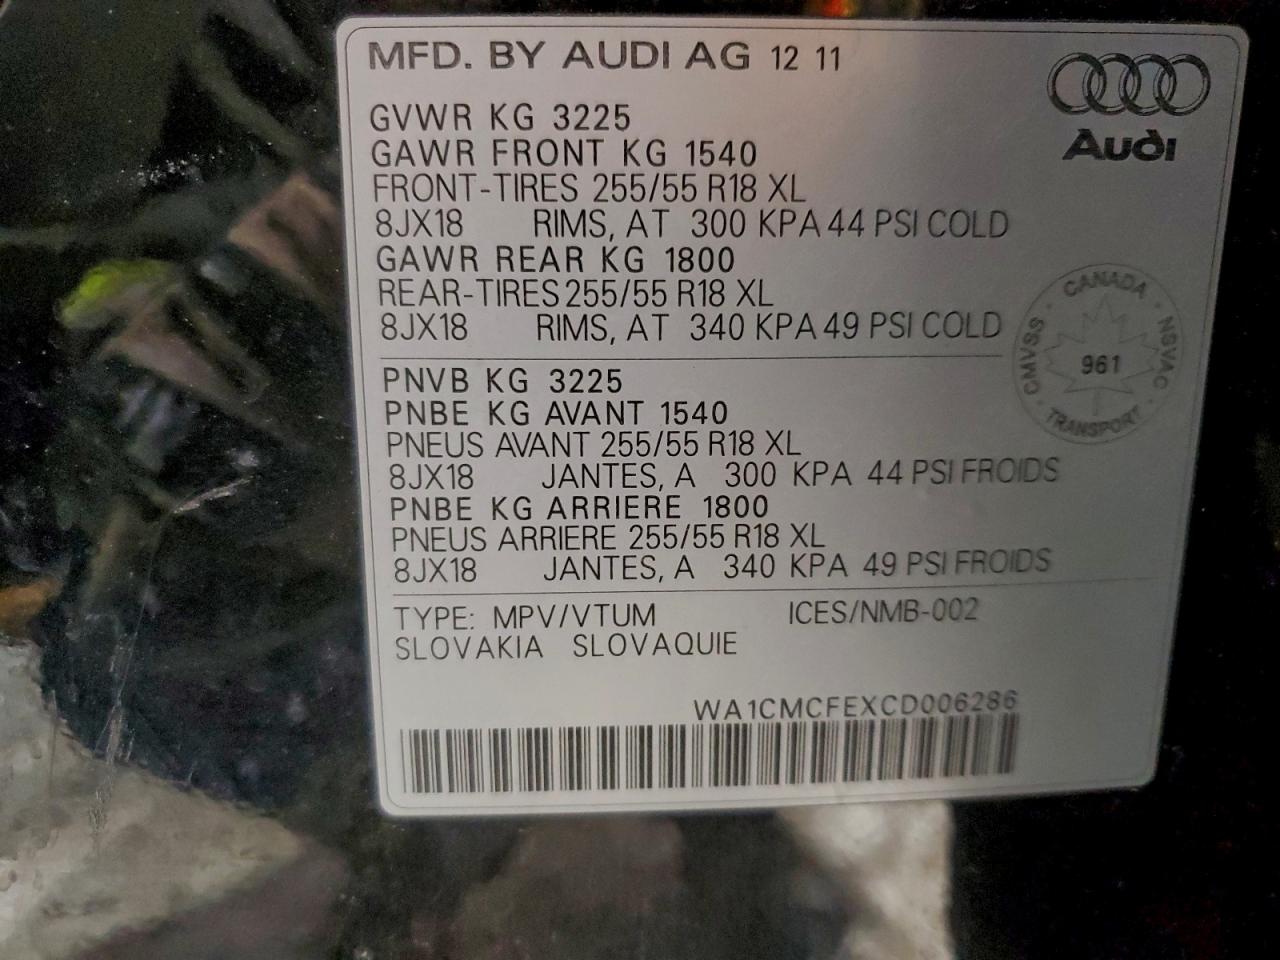 MFD. BY AUDI AG 12 11
Audi
GVWR KG 3225
GAWR FRONT KG 1540
FRONT-TIRES 255/55 R18 XL
8JX18 RIMS, AT 300 KPA 44 PSI COLD
GAWR REAR KG 1800
REAR-TIRES 255/55 R18 XL
8JX18 RIMS, AT 340 KPA 49 PSI COLD
CANADA
CMVSS
NSVAC
961
TRANSPORT
PNVB KG 3225
PNBE KG AVANT 1540
PNEUS AVANT 255/55 R18 XL
8JX18 JANTES, A 300 KPA 44 PSI FROIDS
PNBE KG ARRIERE 1800
PNEUS ARRIERE 255/55 R18 XL
8JX18 JANTES, A 340 KPA 49 PSI FROIDS
TYPE: MPV/VTUM ICES/NMB-002
SLOVAKIA SLOVAQUIE
WA1CMCFEXCD006286